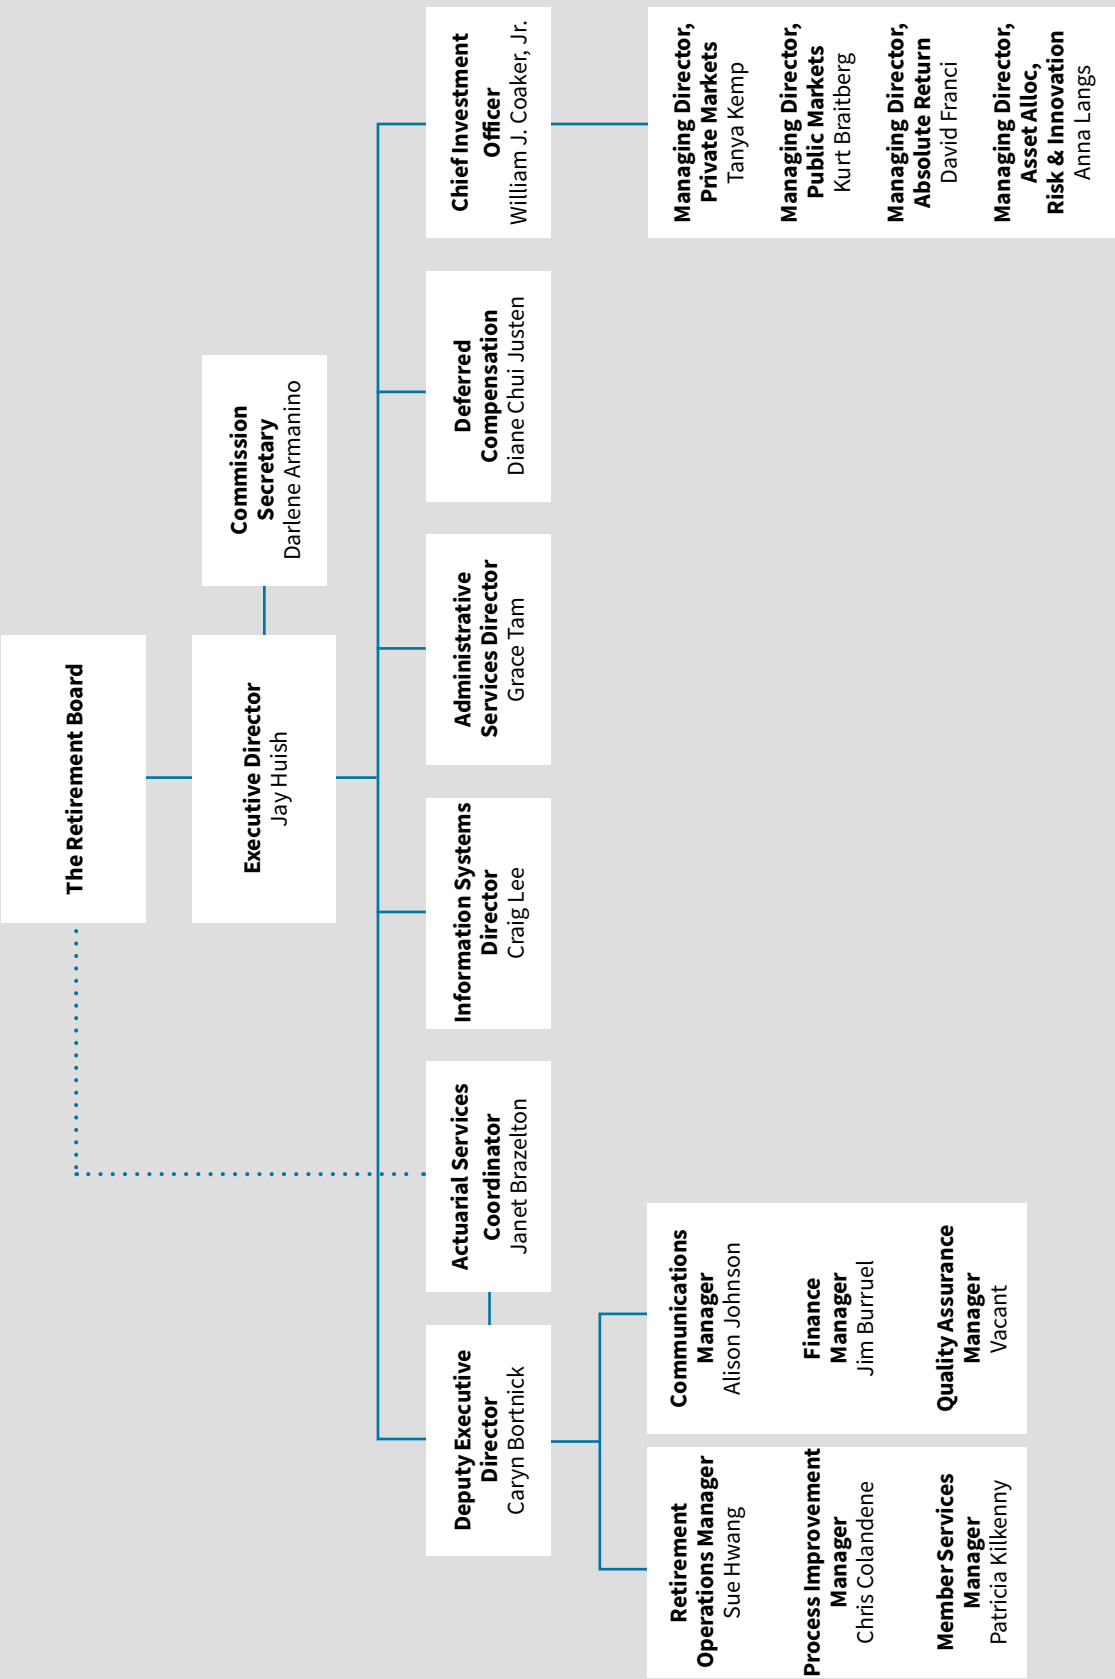 The Retirement Board
Executive Director
Jay Huish
Commission
Secretary
Darlene Armanino
Deputy Executive
Director
Caryn Bortnick
Actuarial Services
Coordinator
Janet Brazelton
Information Systems
Director
Craig Lee
Administrative
Services Director
Grace Tam
Deferred
Compensation
Diane Chui Justen
Chief Investment
Officer
William J. Coaker, Jr.
Retirement
Operations Manager
Sue Hwang
Process Improvement
Manager
Chris Colandene
Member Services
Manager
Patricia Kilkenny
Communications
Manager
Alison Johnson
Finance
Manager
Jim Burruel
Quality Assurance
Manager
Vacant
Managing Director,
Private Markets
Tanya Kemp
Managing Director,
Public Markets
Kurt Braitberg
Managing Director,
Absolute Return
David Franci
Managing Director,
Asset Alloc,
Risk & Innovation
Anna Langs